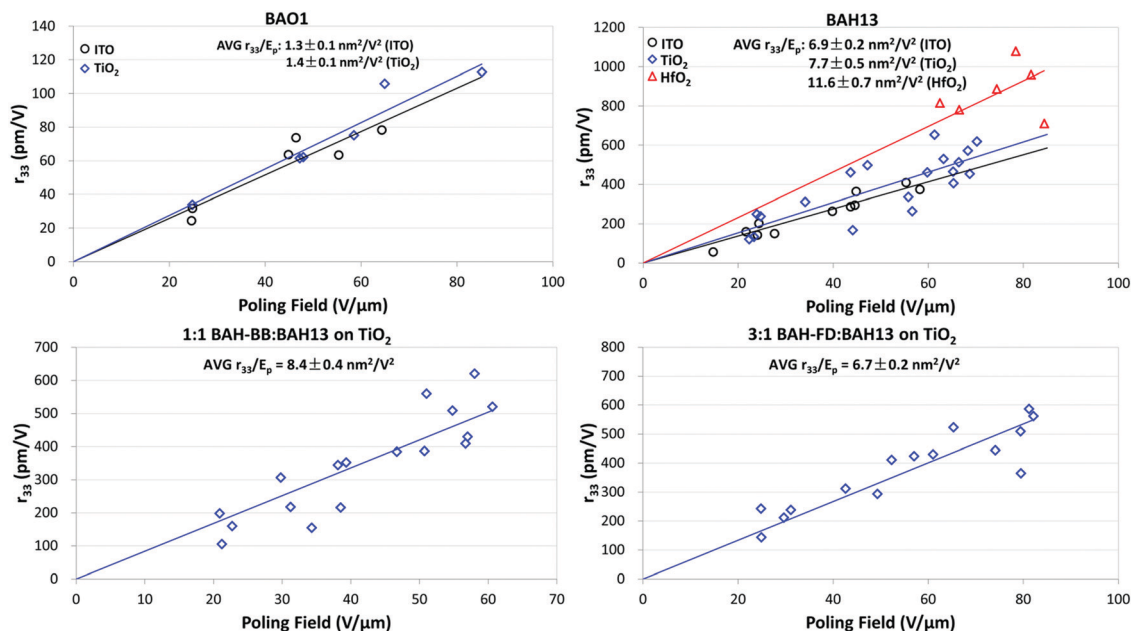 BAO1
AVG r₃₃/Eₚ: 1.3±0.1 nm²/V² (ITO)
1.4±0.1 nm²/V² (TiO₂)
ITO
TiO₂
140
120
100
80
60
40
20
0
r₃₃ (pm/V)
0 20 40 60 80 100
Poling Field (V/μm)
BAH13
AVG r₃₃/Eₚ: 6.9±0.2 nm²/V² (ITO)
7.7±0.5 nm²/V² (TiO₂)
11.6±0.7 nm²/V² (HfO₂)
ITO
TiO₂
HfO₂
1200
1000
800
600
400
200
0
r₃₃ (pm/V)
0 20 40 60 80 100
Poling Field (V/μm)
1:1 BAH-BB:BAH13 on TiO₂
AVG r₃₃/Eₚ = 8.4±0.4 nm²/V²
700
600
500
400
300
200
100
0
r₃₃ (pm/V)
0 10 20 30 40 50 60 70
Poling Field (V/μm)
3:1 BAH-FD:BAH13 on TiO₂
AVG r₃₃/Eₚ = 6.7±0.2 nm²/V²
800
700
600
500
400
300
200
100
0
r₃₃ (pm/V)
0 20 40 60 80 100
Poling Field (V/μm)